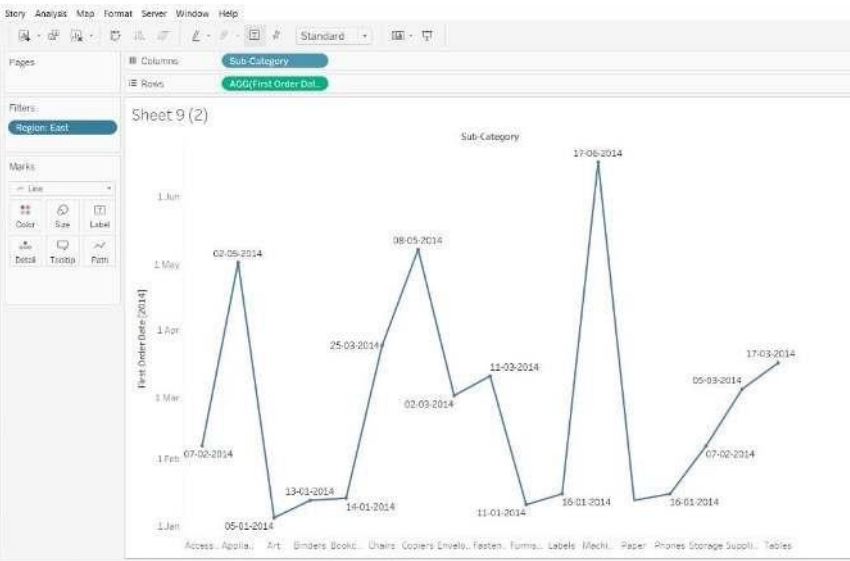 Story Analysis Map Format Server Window Help
Standard
Pages
Columns Sub-Category
Rows AGG(First Order Dat..
Filters
Region: East
Sheet 9 (2)
Sub-Category
Marks
Line
Color Size Label
Detail Tooltip Path
First Order Date [2014]
1 Jun
1 May
1 Apr
1 Mar
1 Feb
1 Jan
17-06-2014
08-05-2014
02-05-2014
25-03-2014
17-03-2014
11-03-2014
05-03-2014
02-03-2014
07-02-2014
07-02-2014
13-01-2014
14-01-2014
16-01-2014
16-01-2014
11-01-2014
05-01-2014
Access.. Applia.. Art Binders Bookc.. Chairs Copiers Envelo.. Fasten.. Furnis.. Labels Machi.. Paper Phones Storage Suppli.. Tables